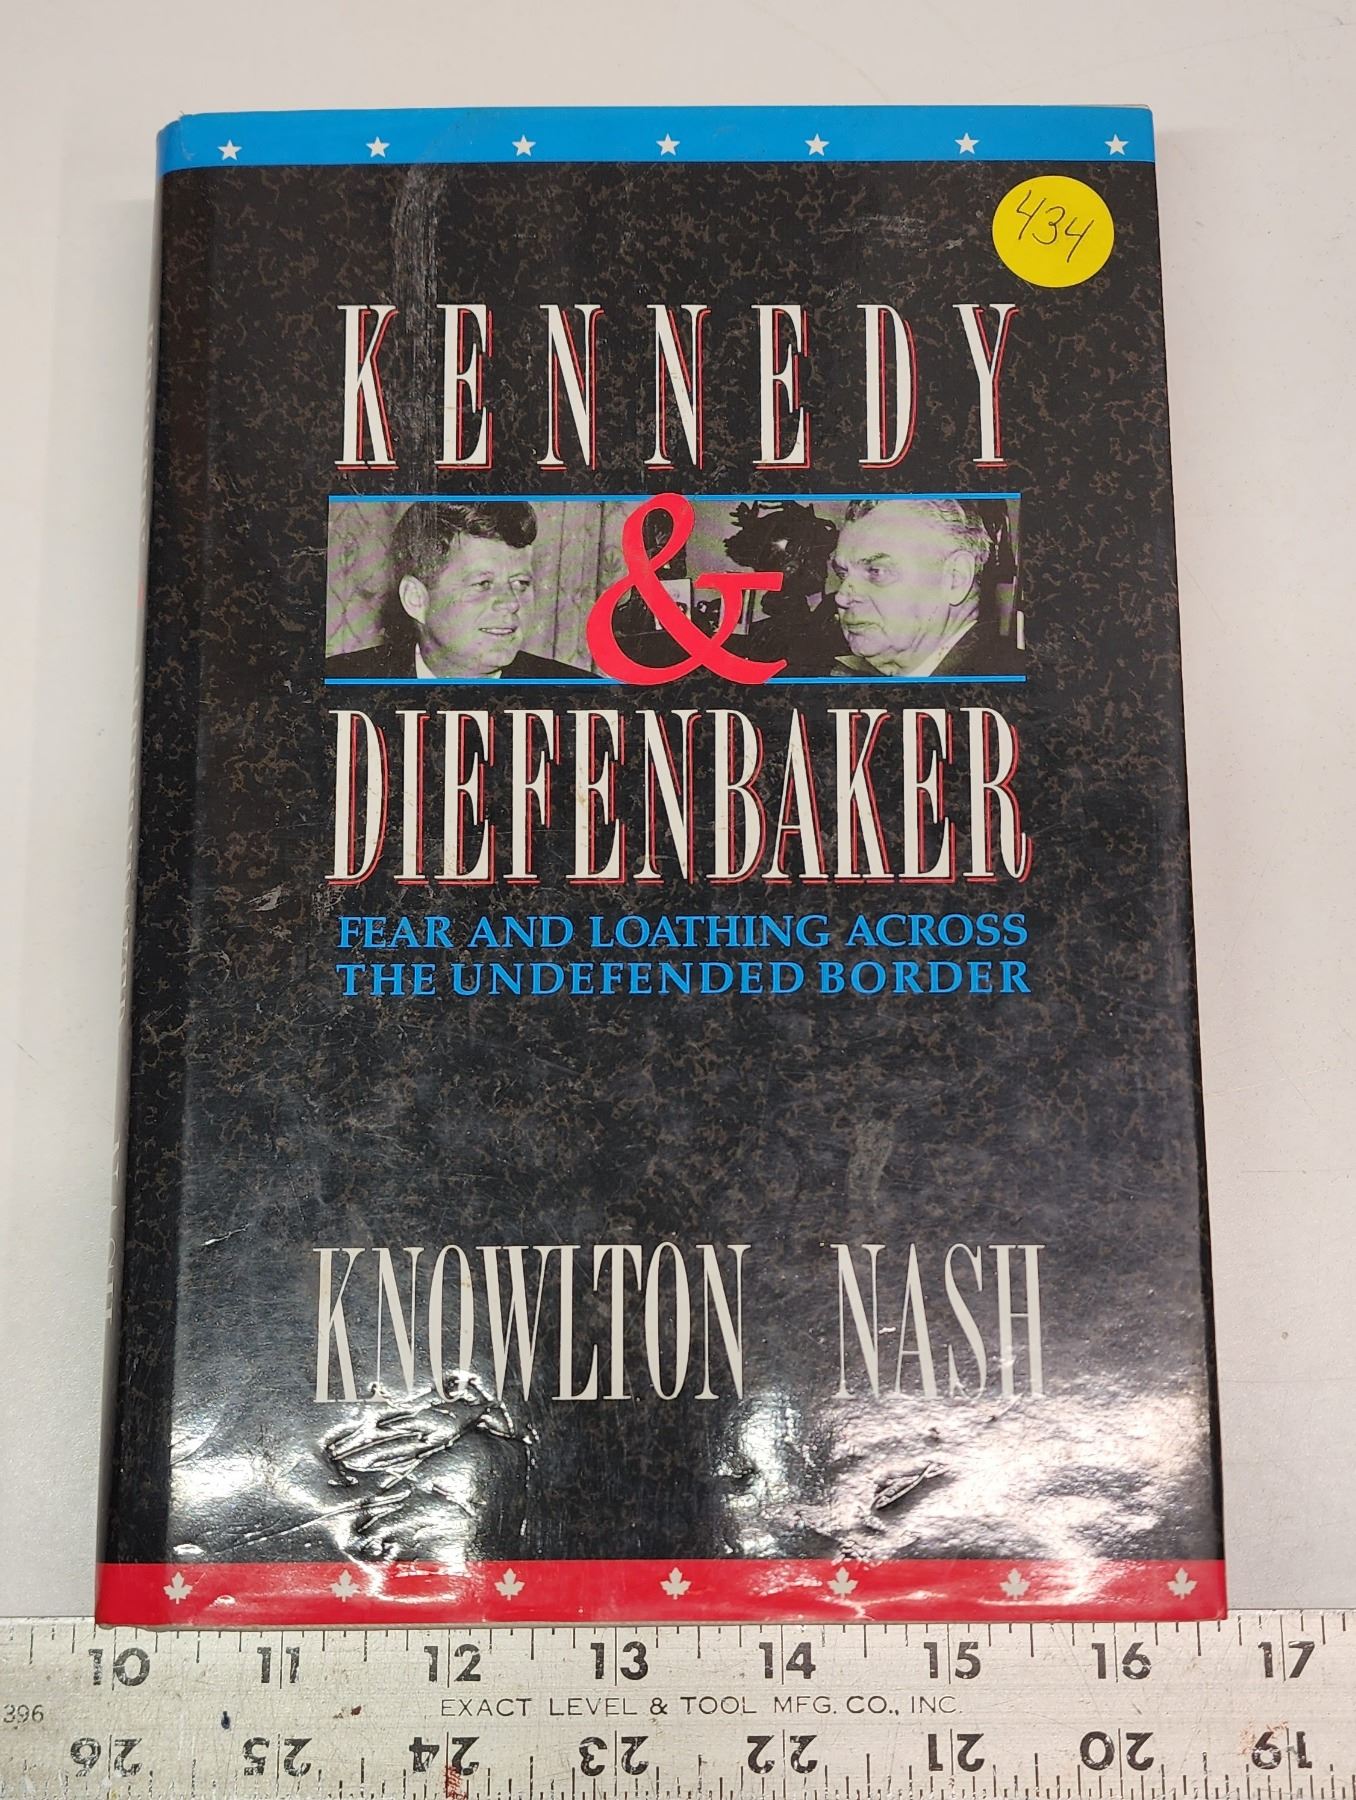 434
KENNEDY
&
DIEFENBAKER
FEAR AND LOATHING ACROSS
THE UNDEFENDED BORDER
KNOWLTON NASH
10 11 12 13 14 15 16 17
396 EXACT LEVEL & TOOL MFG. CO., INC.
26 25 24 23 22 21 20 19